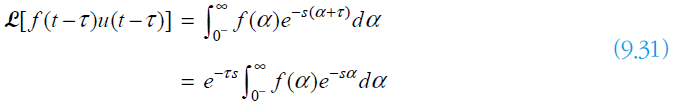 𝓛[f(t−τ)u(t−τ)] = ∫₀₋^∞ f(α)e^{−s(α+τ)}dα
(9.31)
= e^{−τs}∫₀₋^∞ f(α)e^{−sα}dα